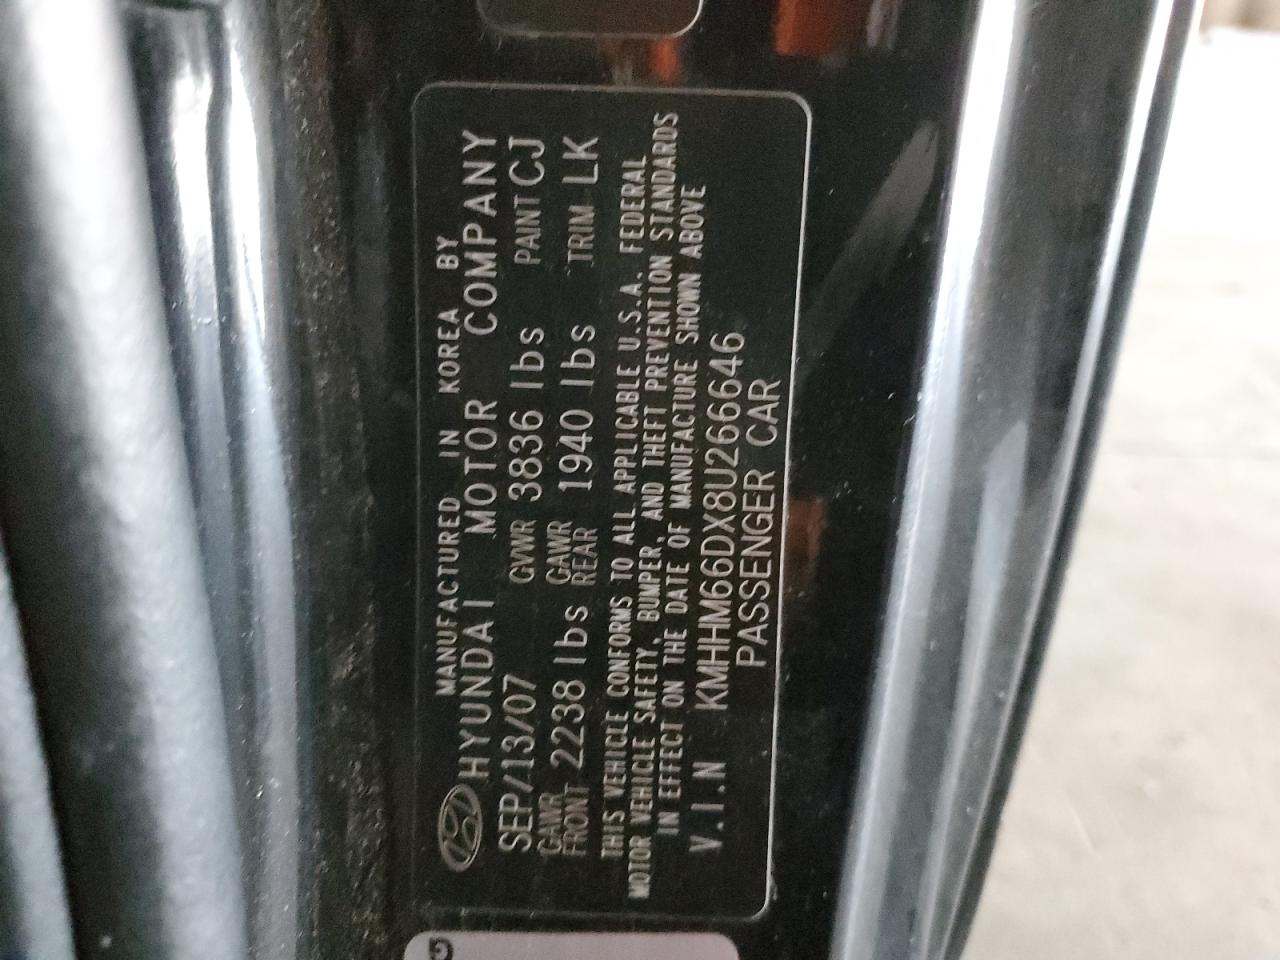 MANUFACTURED IN KOREA BY
HYUNDAI MOTOR COMPANY
SEP/13/07 GVWR 3836 lbs PAINT CJ
GAWR FRONT 2238 lbs GAWR REAR 1940 lbs TRIM LK
THIS VEHICLE CONFORMS TO ALL APPLICABLE U.S.A. FEDERAL
MOTOR VEHICLE SAFETY, BUMPER, AND THEFT PREVENTION STANDARDS
IN EFFECT ON THE DATE OF MANUFACTURE SHOWN ABOVE
V.I.N KMHHM66DX8U266646
PASSENGER CAR